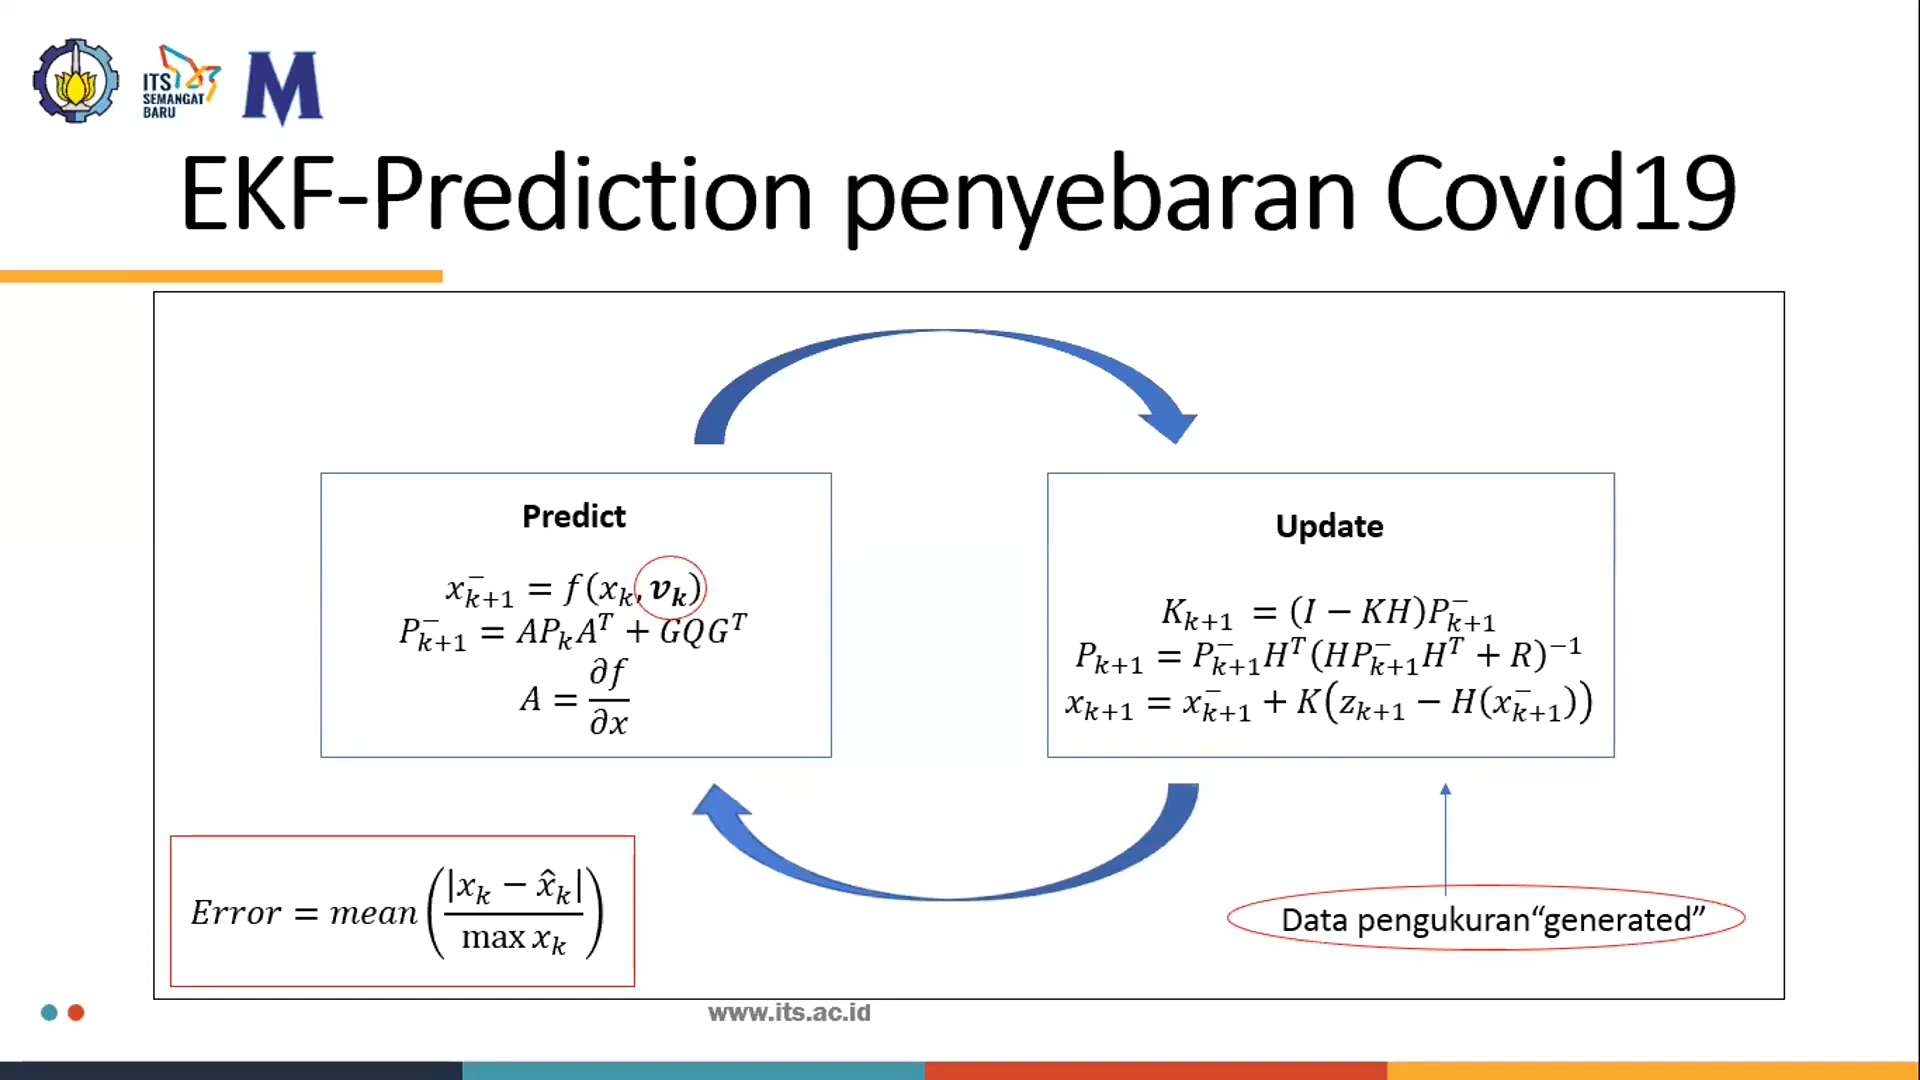 ITS
SEMANGAT
BARU
M
EKF-Prediction penyebaran Covid19
Predict
x⁻ₖ₊₁ = f(xₖ, vₖ)
P⁻ₖ₊₁ = APₖAᵀ + GQGᵀ
A = ∂f/∂x
Update
Kₖ₊₁ = (I − KH)P⁻ₖ₊₁
Pₖ₊₁ = P⁻ₖ₊₁Hᵀ(HP⁻ₖ₊₁Hᵀ + R)⁻¹
xₖ₊₁ = x⁻ₖ₊₁ + K(zₖ₊₁ − H(x⁻ₖ₊₁))
Error = mean(|xₖ − x̂ₖ| / max xₖ)
Data pengukuran“generated”
www.its.ac.id